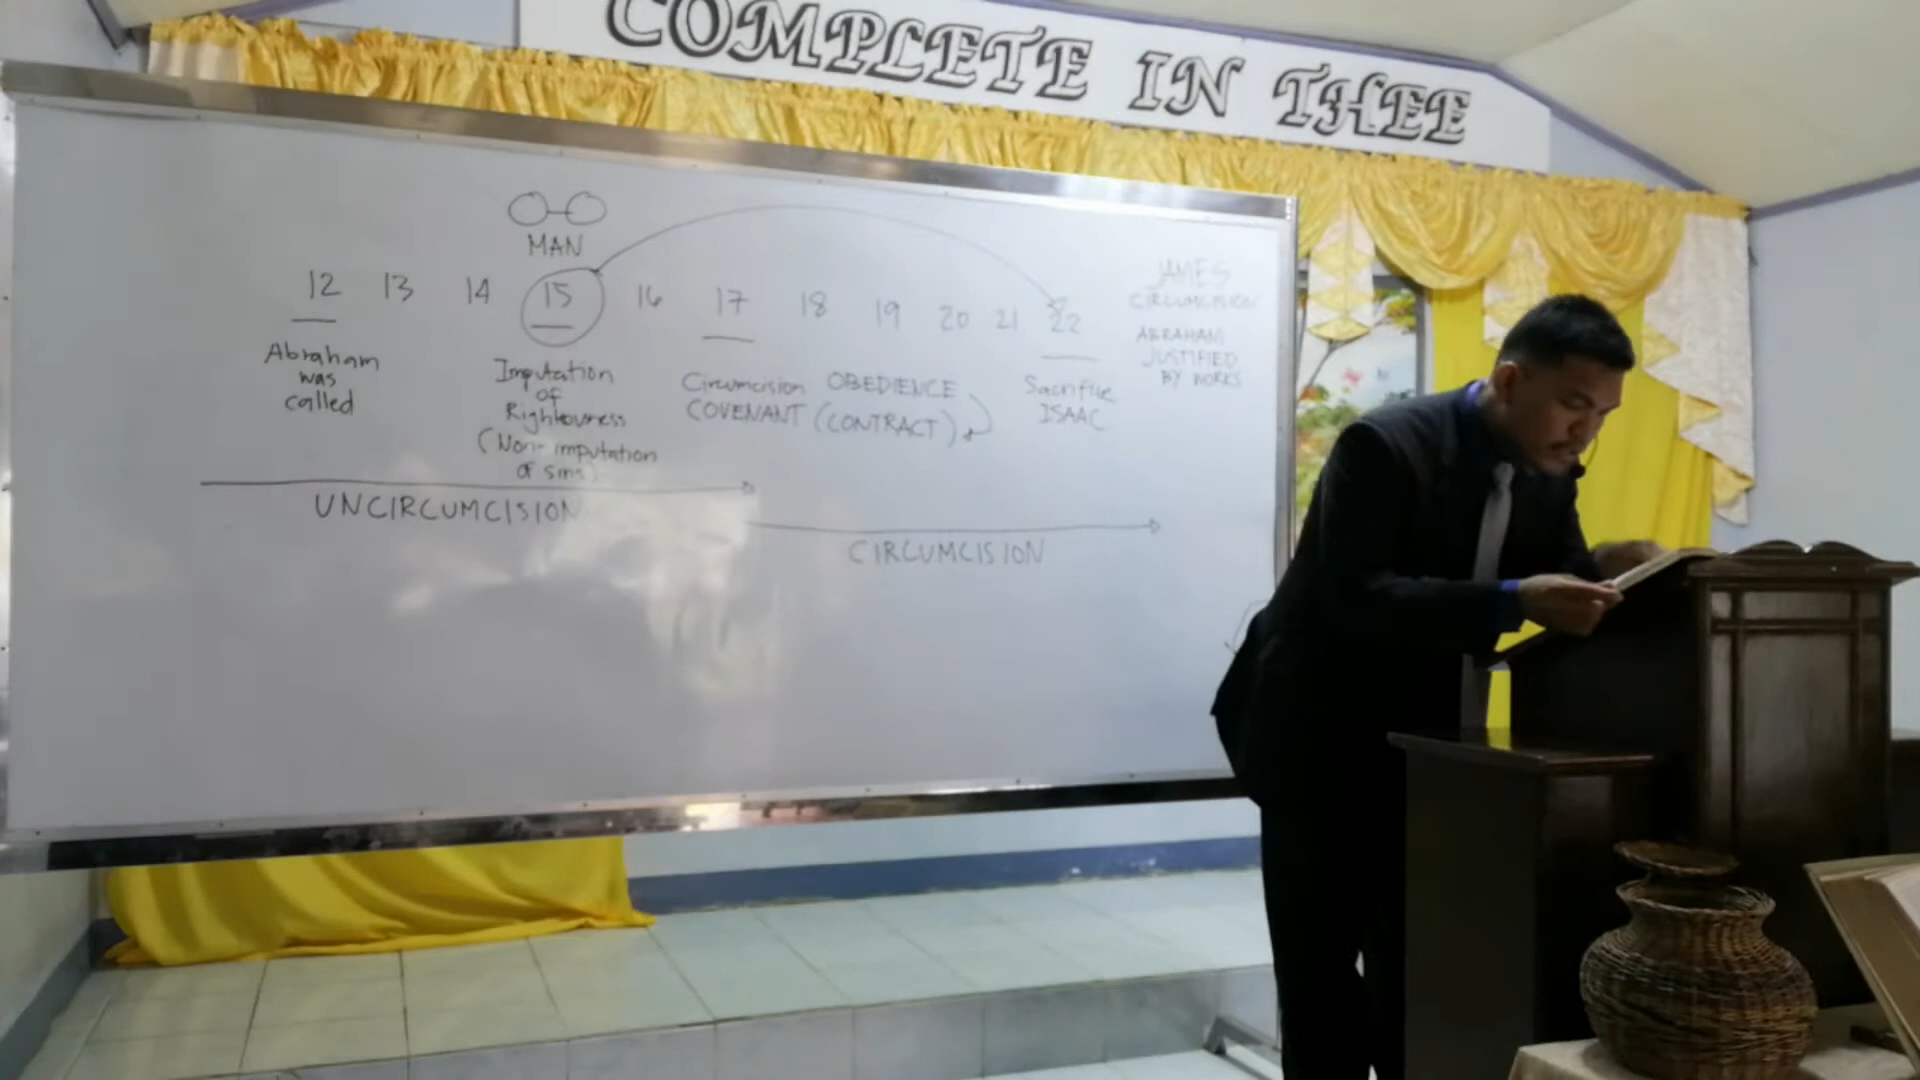 COMPLETE IN THEE
MAN
12 13 14 15 16 17 18 19 20 21 22
Abraham
was
called
Imputation
of
Righteousness
(Non-imputation
of sins)
Circumcision OBEDIENCE
COVENANT (CONTRACT)
Sacrifice
ISAAC
JAMES
CIRCUMCISION
ABRAHAM
JUSTIFIED
BY WORKS
UNCIRCUMCISION
CIRCUMCISION